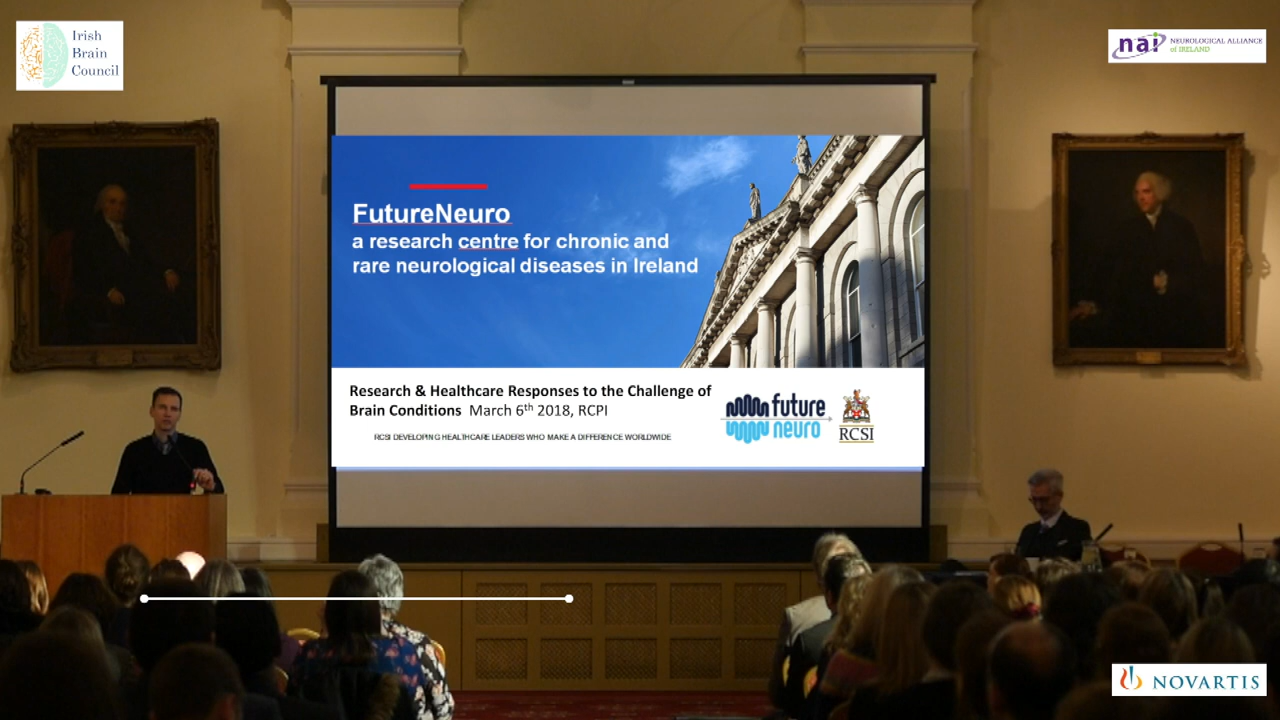 Irish
Brain
Council
nai NEUROLOGICAL ALLIANCE
of IRELAND
FutureNeuro
a research centre for chronic and
rare neurological diseases in Ireland
Research & Healthcare Responses to the Challenge of
Brain Conditions March 6th 2018, RCPI
RCSI DEVELOPING HEALTHCARE LEADERS WHO MAKE A DIFFERENCE WORLDWIDE
future
neuro
RCSI
NOVARTIS